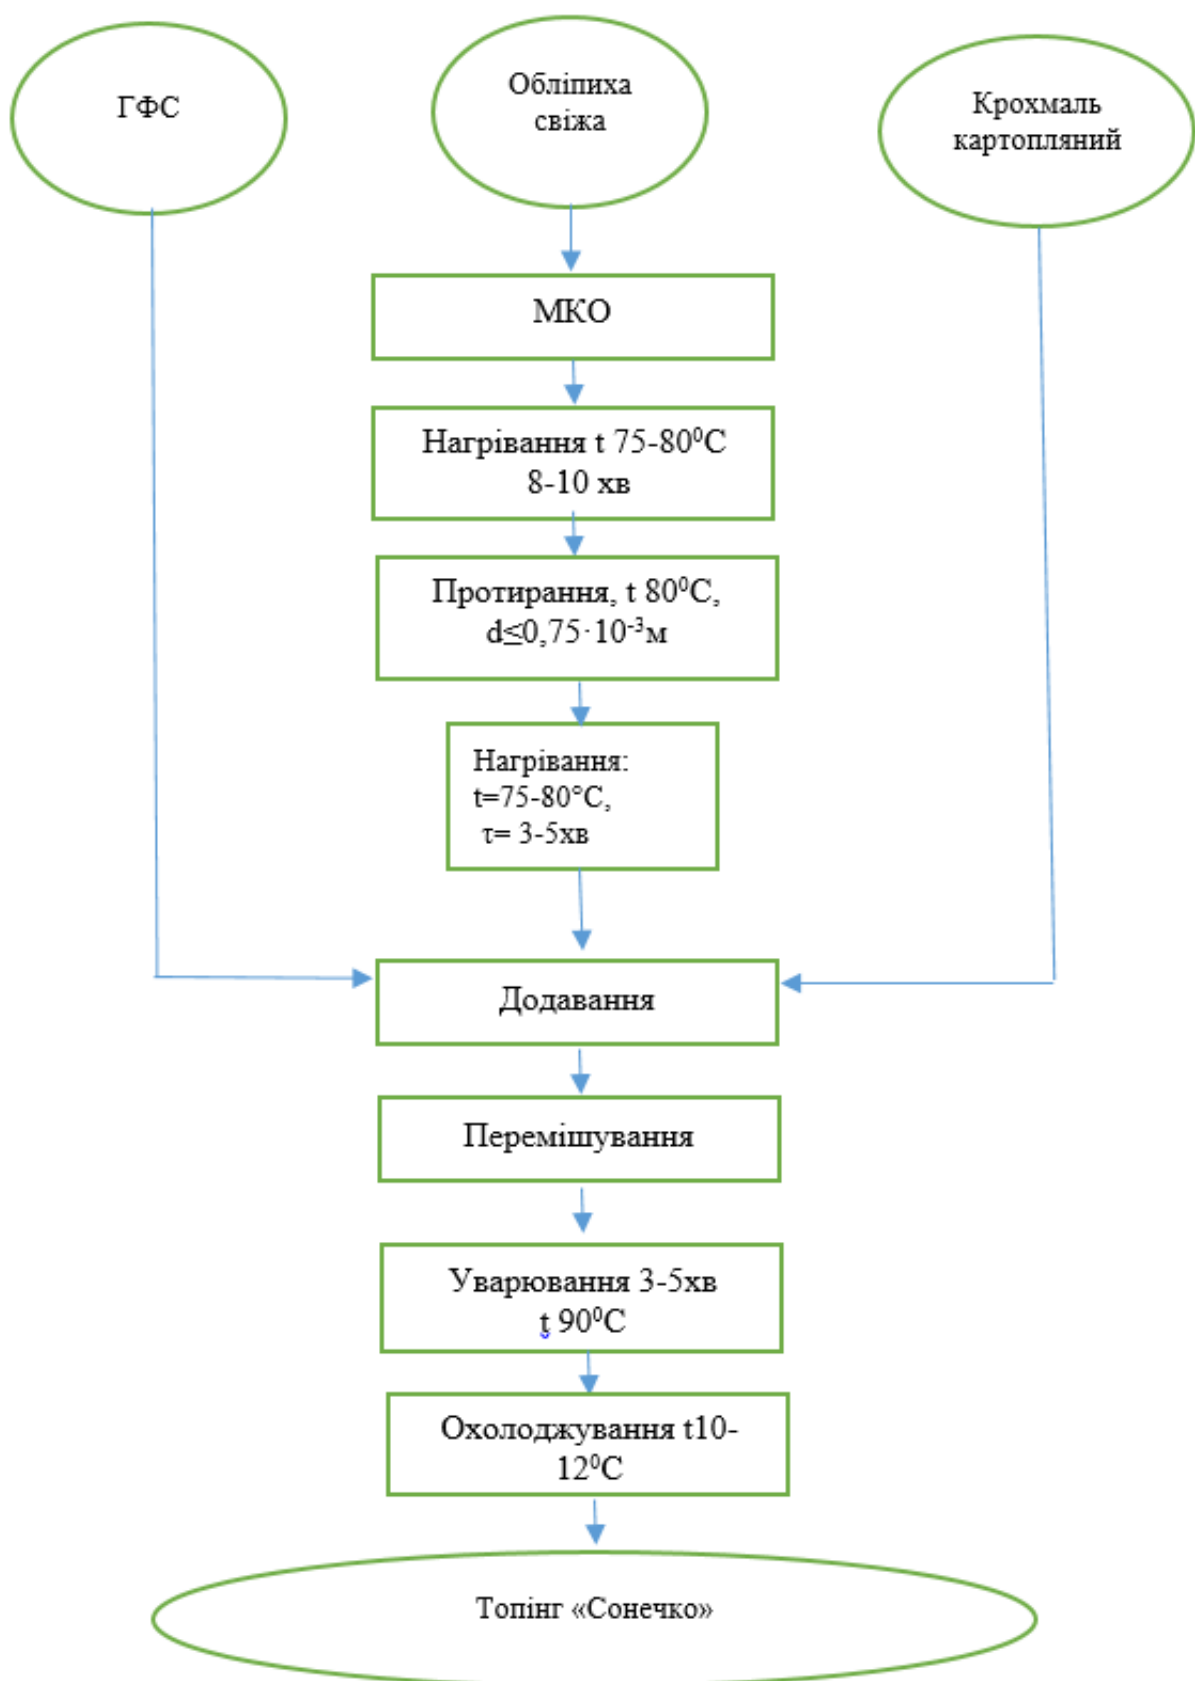 ГФС
Обліпиха
свіжа
Крохмаль
картопляний
МКО
Нагрівання t 75-80⁰С
8-10 хв
Протирання, t 80⁰С,
d≤0,75·10⁻³м
Нагрівання:
t=75-80°С,
τ= 3-5хв
Додавання
Перемішування
Уварювання 3-5хв
t 90⁰С
Охолоджування t10-
12⁰С
Топінг «Сонечко»